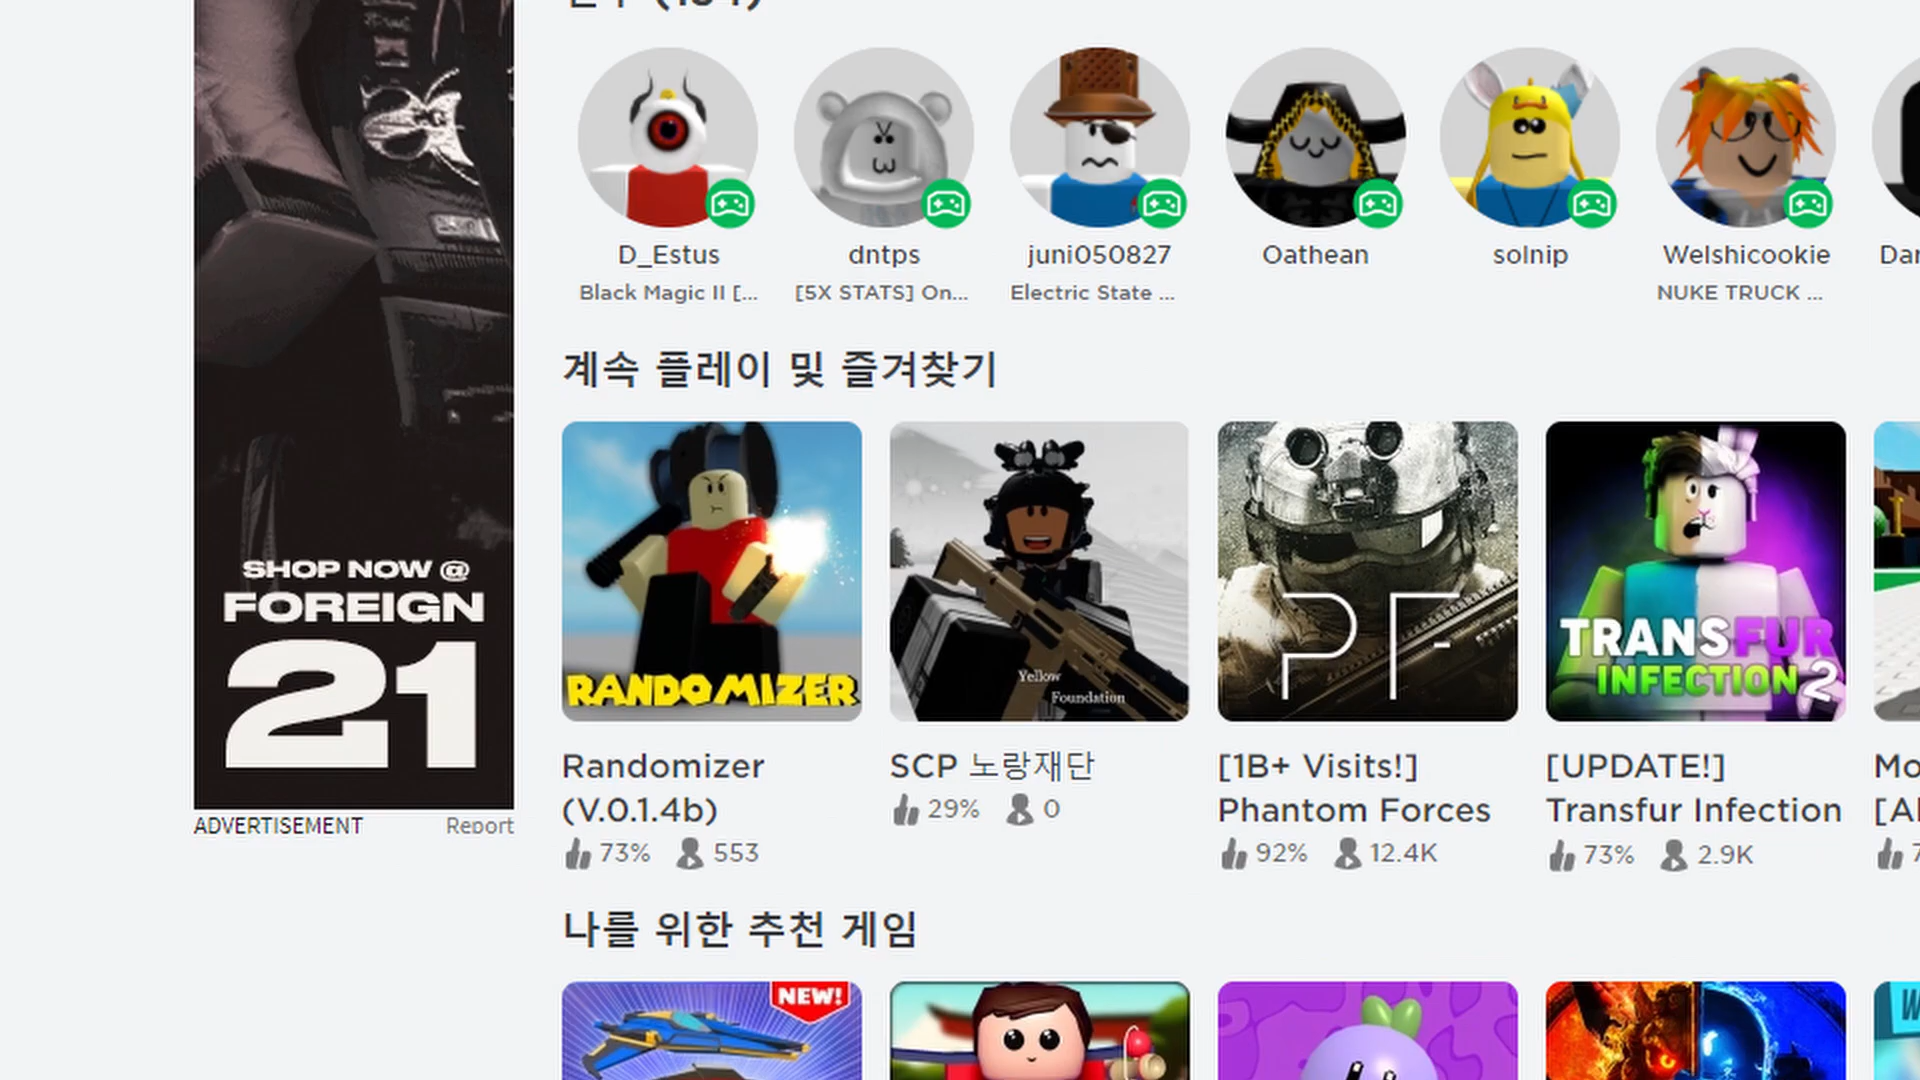 D_Estus
Black Magic II [...
dntps
[5X STATS] On...
juni050827
Electric State ...
Oathean
solnip
Welshicookie
NUKE TRUCK ...
계속 플레이 및 즐겨찾기
RANDOMIZER
Yellow
Foundation
PF
TRANSFUR
INFECTION 2
Randomizer
(V.0.1.4b)
73% 553
SCP 노랑재단
29% 0
[1B+ Visits!]
Phantom Forces
92% 12.4K
[UPDATE!]
Transfur Infection
73% 2.9K
나를 위한 추천 게임
NEW!
SHOP NOW @
FOREIGN
21
ADVERTISEMENT
Report